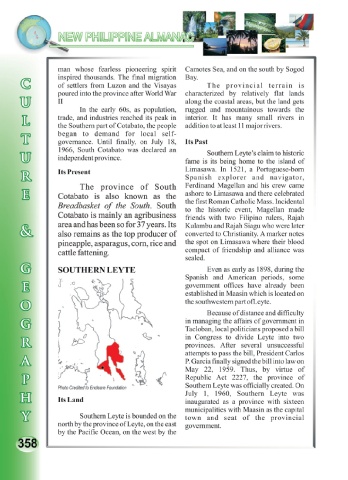 NEW PHILIPPINE ALMANAC
CULTURE & GEOGRAPHY
man whose fearless pioneering spirit
inspired thousands. The final migration
of settlers from Luzon and the Visayas
poured into the province after World War
II
In the early 60s, as population,
trade, and industries reached its peak in
the Southern part of Cotabato, the people
began to demand for local self-
governance. Until finally, on July 18,
1966, South Cotabato was declared an
independent province.
Its Present
The province of South
Cotabato is also known as the
Breadbasket of the South. South
Cotabato is mainly an agribusiness
area and has been so for 37 years. Its
also remains as the top producer of
pineapple, asparagus, corn, rice and
cattle fattening.
SOUTHERN LEYTE
Photo Credited to Erebane Foundation
Its Land
Southern Leyte is bounded on the
north by the province of Leyte, on the east
by the Pacific Ocean, on the west by the
Camotes Sea, and on the south by Sogod
Bay.
The provincial terrain is
characterized by relatively flat lands
along the coastal areas, but the land gets
rugged and mountainous towards the
interior. It has many small rivers in
addition to at least 11 major rivers.
Its Past
Southern Leyte's claim to historic
fame is its being home to the island of
Limasawa. In 1521, a Portuguese-born
Spanish explorer and navigator,
Ferdinand Magellan and his crew came
ashore to Limasawa and there celebrated
the first Roman Catholic Mass. Incidental
to the historic event, Magellan made
friends with two Filipino rulers, Rajah
Kulambu and Rajah Siagu who were later
converted to Christianity. A marker notes
the spot on Limasawa where their blood
compact of friendship and alliance was
sealed.
Even as early as 1898, during the
Spanish and American periods, some
government offices have already been
established in Maasin which is located on
the southwestern part of Leyte.
Because of distance and difficulty
in managing the affairs of government in
Tacloban, local politicians proposed a bill
in Congress to divide Leyte into two
provinces. After several unsuccessful
attempts to pass the bill, President Carlos
P. Garcia finally signed the bill into law on
May 22, 1959. Thus, by virtue of
Republic Act 2227, the province of
Southern Leyte was officially created. On
July 1, 1960, Southern Leyte was
inaugurated as a province with sixteen
municipalities with Maasin as the capital
town and seat of the provincial
government.
358